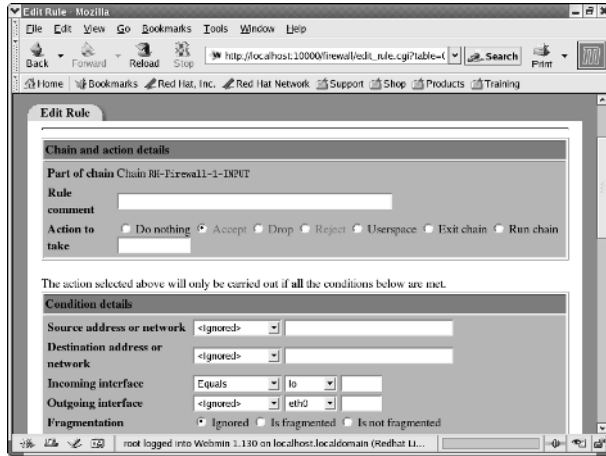 Edit Rule - Mozilla
File Edit View Go Bookmarks Tools Window Help
Back Forward Reload Stop http://localhost:10000/firewall/edit_rule.cgi?table=( Search Print
Home Bookmarks Red Hat, Inc. Red Hat Network Support Shop Products Training
Edit Rule
Chain and action details
Part of chain Chain RH-Firewall-1-INPUT
Rule
comment
Action to Do nothing Accept Drop Reject Userspace Exit chain Run chain
take
The action selected above will only be carried out if all the conditions below are met.
Condition details
Source address or network <Ignored>
Destination address or
network <Ignored>
Incoming interface Equals lo
Outgoing interface <Ignored> eth0
Fragmentation Ignored Is fragmented Is not fragmented
root logged into Webmin 1.130 on localhost.localdomain (Redhat Li...